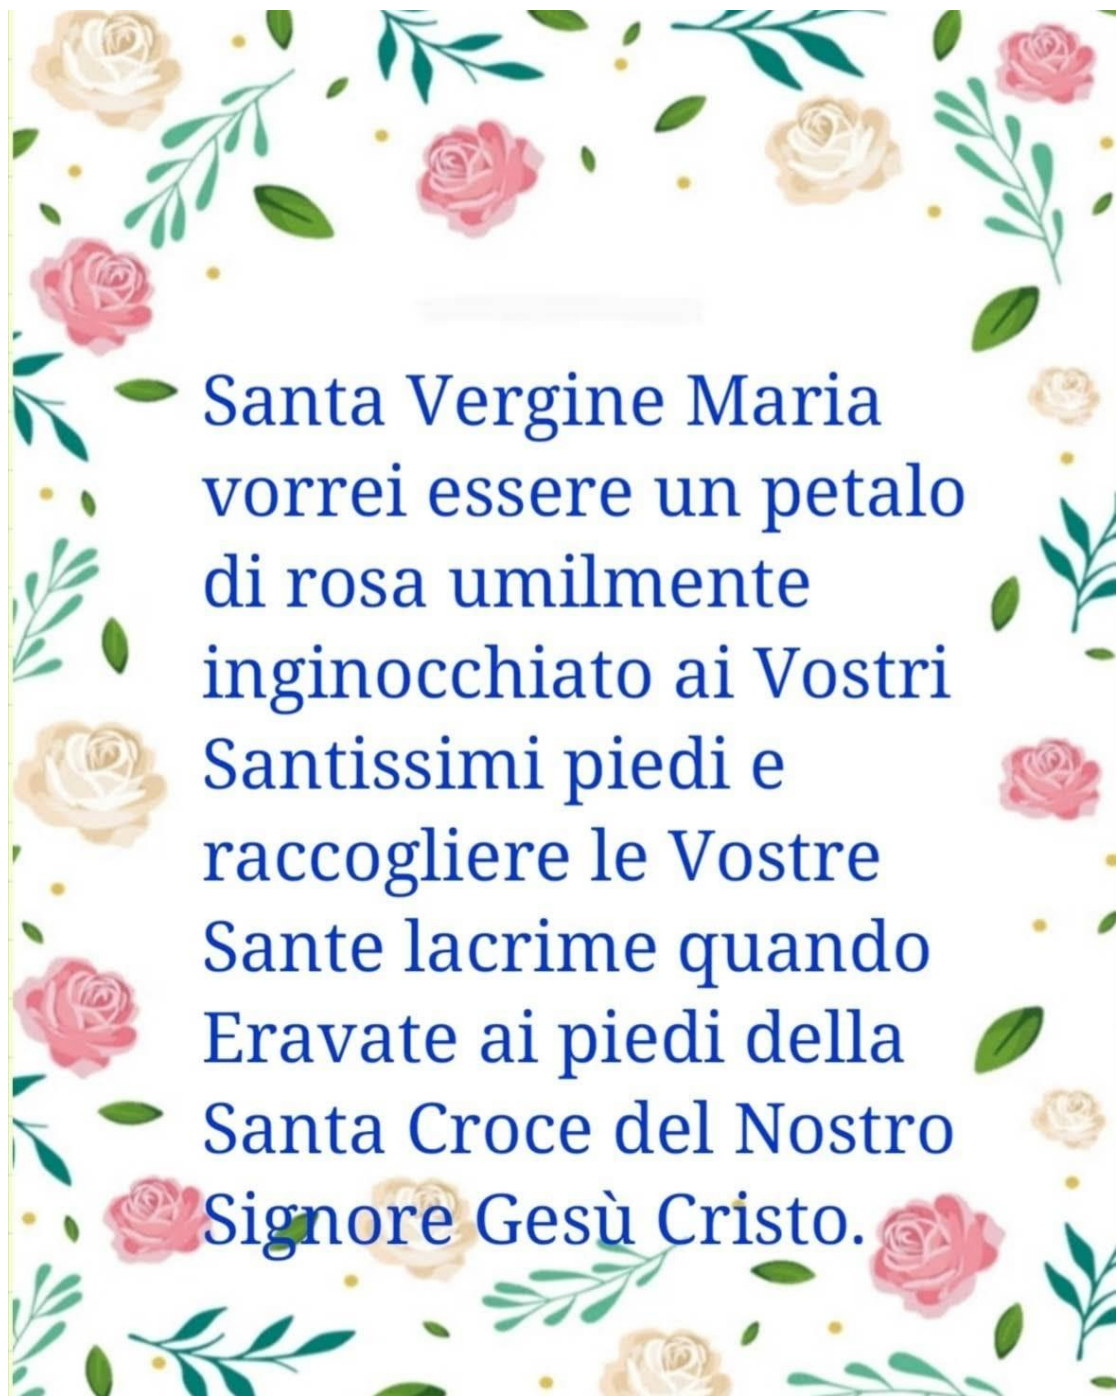 Santa Vergine Maria
vorrei essere un petalo
di rosa umilmente
inginocchiato ai Vostri
Santissimi piedi e
raccogliere le Vostre
Sante lacrime quando
Eravate ai piedi della
Santa Croce del Nostro
Signore Gesù Cristo.